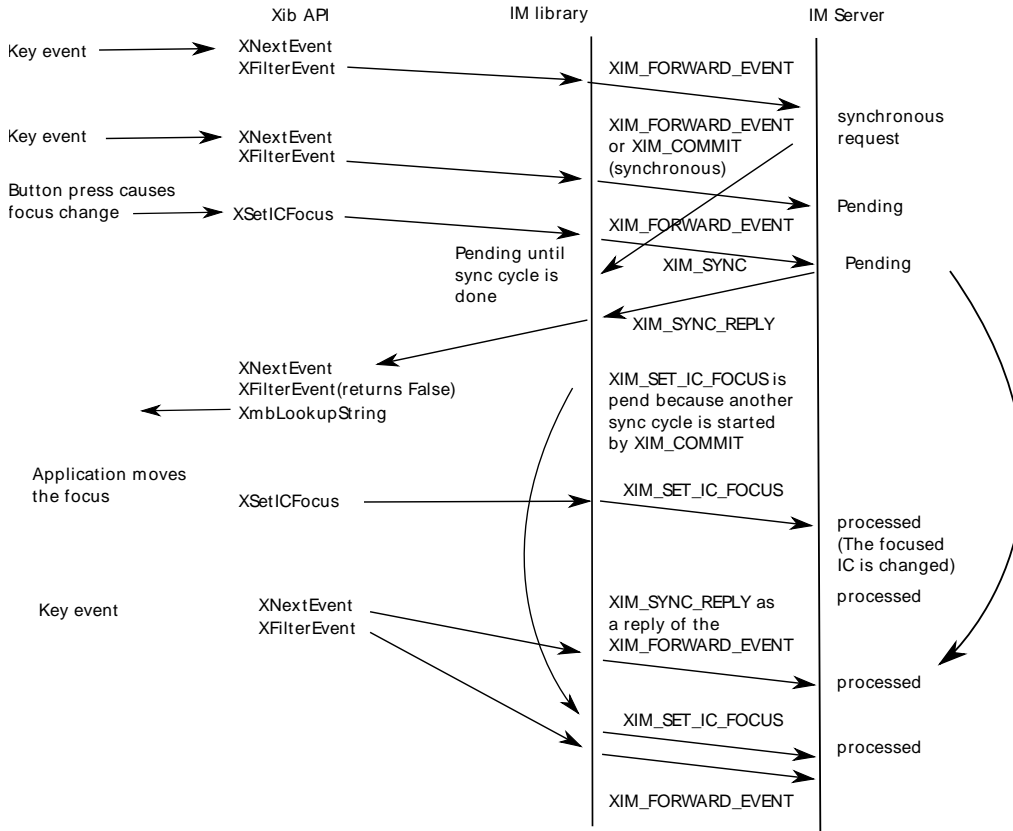 Xib API
IM library
IM Server
Key event
XNextEvent
XFilterEvent
XIM_FORWARD_EVENT
synchronous
request
Key event
XNextEvent
XFilterEvent
XIM_FORWARD_EVENT
or XIM_COMMIT
(synchronous)
Button press causes
focus change
XSetICFocus
Pending
XIM_FORWARD_EVENT
Pending until
sync cycle is
done
XIM_SYNC
Pending
XIM_SYNC_REPLY
XNextEvent
XFilterEvent(returns False)
XmbLookupString
XIM_SET_IC_FOCUS is
pend because another
sync cycle is started
by XIM_COMMIT
Application moves
the focus
XSetICFocus
XIM_SET_IC_FOCUS
processed
(The focused
IC is changed)
Key event
XNextEvent
XFilterEvent
XIM_SYNC_REPLY as
a reply of the
XIM_FORWARD_EVENT
processed
processed
XIM_SET_IC_FOCUS
processed
XIM_FORWARD_EVENT